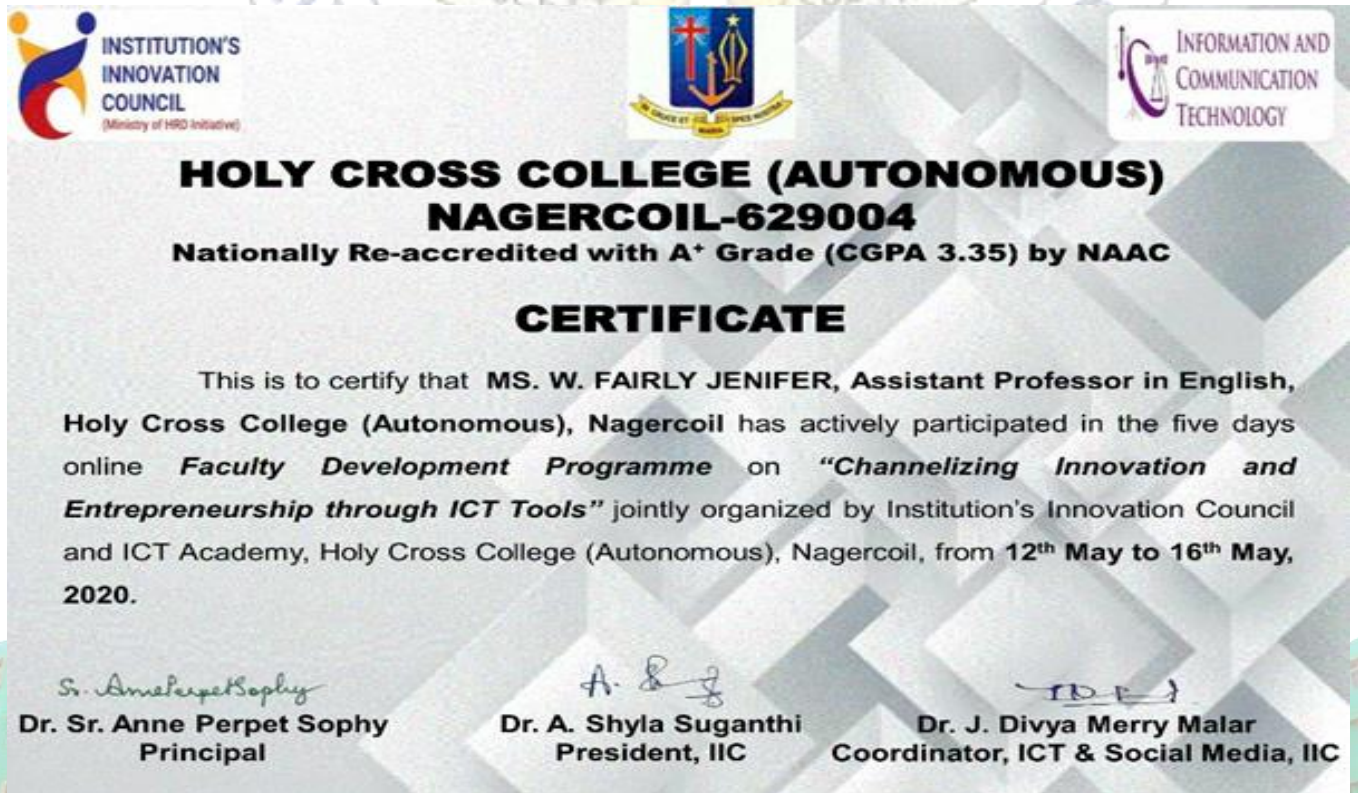 INSTITUTION'S
INNOVATION
COUNCIL
(Ministry of HRD Initiative)
INFORMATION AND
COMMUNICATION
TECHNOLOGY
HOLY CROSS COLLEGE (AUTONOMOUS)
NAGERCOIL-629004
Nationally Re-accredited with A⁺ Grade (CGPA 3.35) by NAAC
CERTIFICATE
This is to certify that MS. W. FAIRLY JENIFER, Assistant Professor in English,
Holy Cross College (Autonomous), Nagercoil has actively participated in the five days
online Faculty Development Programme on “Channelizing Innovation and
Entrepreneurship through ICT Tools” jointly organized by Institution's Innovation Council
and ICT Academy, Holy Cross College (Autonomous), Nagercoil, from 12th May to 16th May,
2020.
Sr. AnnePerpetSophy
Dr. Sr. Anne Perpet Sophy
Principal
Dr. A. Shyla Suganthi
President, IIC
Dr. J. Divya Merry Malar
Coordinator, ICT & Social Media, IIC